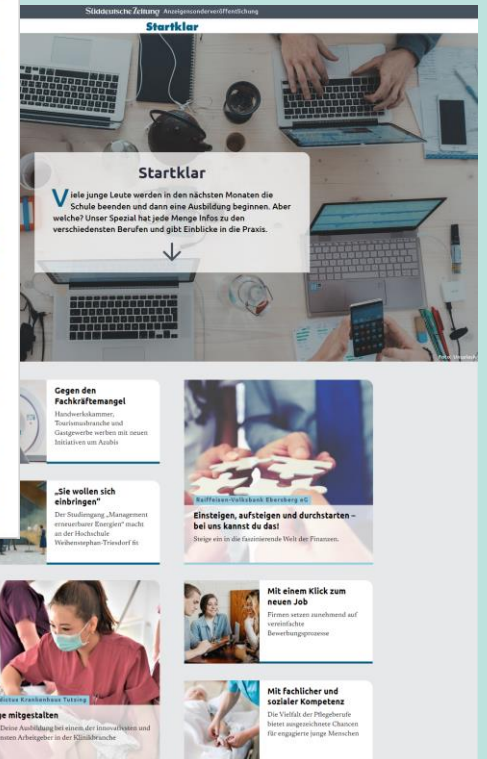 Süddeutsche Zeitung Anzeigensonderveröffentlichung
Startklar
Startklar
Viele junge Leute werden in den nächsten Monaten die
Schule beenden und dann eine Ausbildung beginnen. Aber
welche? Unser Spezial hat jede Menge Infos zu den
verschiedensten Berufen und gibt Einblicke in die Praxis.
Foto: Unsplash
Gegen den
Fachkräftemangel
Handwerkskammer,
Tourismusbranche und
Gastgewerbe werben mit neuen
Initiativen um Azubis
„Sie wollen sich
einbringen“
Der Studiengang „Management
erneuerbarer Energien“ macht
an der Hochschule
Weihenstephan-Triesdorf fit
Raiffeisen-Volksbank Ebersberg eG
Einsteigen, aufsteigen und durchstarten –
bei uns kannst du das!
Steige ein in die faszinierende Welt der Finanzen.
Mit einem Klick zum
neuen Job
Firmen setzen zunehmend auf
vereinfachte
Bewerbungsprozesse
Krankenhaus Tutzing
mitgestalten
Deine Ausbildung bei einem der innovativsten und
Arbeitgeber in der Klinikbranche
Mit fachlicher und
sozialer Kompetenz
Die Vielfalt der Pflegeberufe
bietet ausgezeichnete Chancen
für engagierte junge Menschen